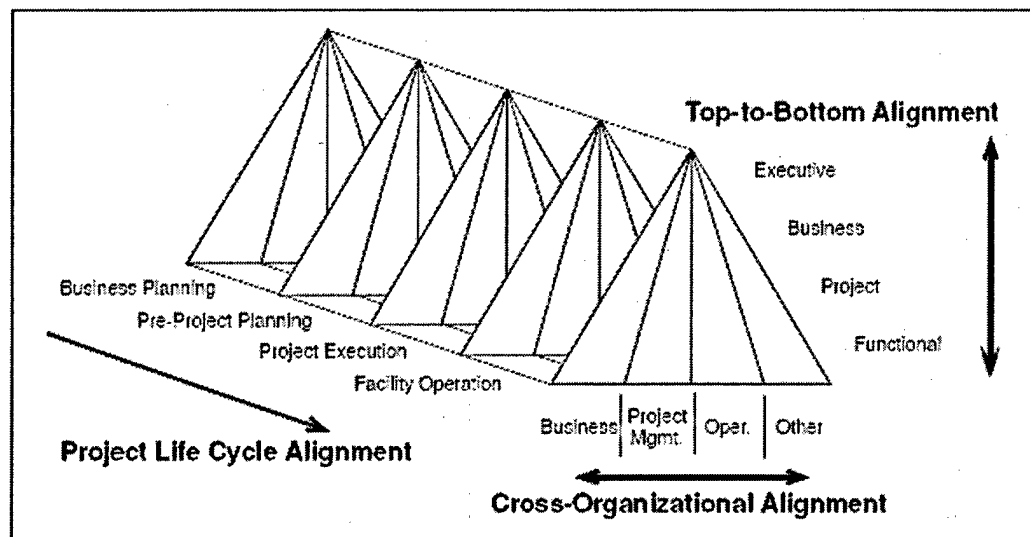 Top-to-Bottom Alignment
Executive
Business
Project
Functional
Business Planning
Pre-Project Planning
Project Execution
Facility Operation
Business
Project
Mgmt.
Oper.
Other
Project Life Cycle Alignment
Cross-Organizational Alignment